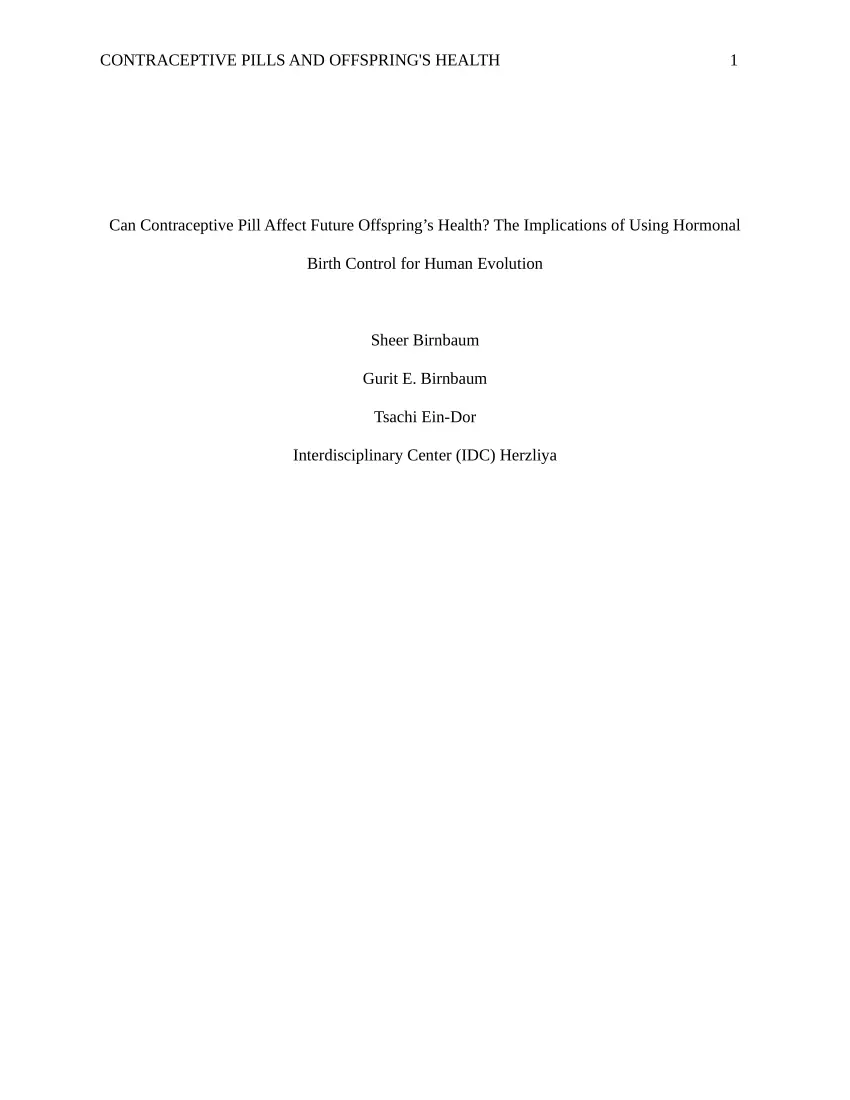 CONTRACEPTIVE PILLS AND OFFSPRING'S HEALTH 1
Can Contraceptive Pill Affect Future Offspring’s Health? The Implications of Using Hormonal
Birth Control for Human Evolution
Sheer Birnbaum
Gurit E. Birnbaum
Tsachi Ein-Dor
Interdisciplinary Center (IDC) Herzliya